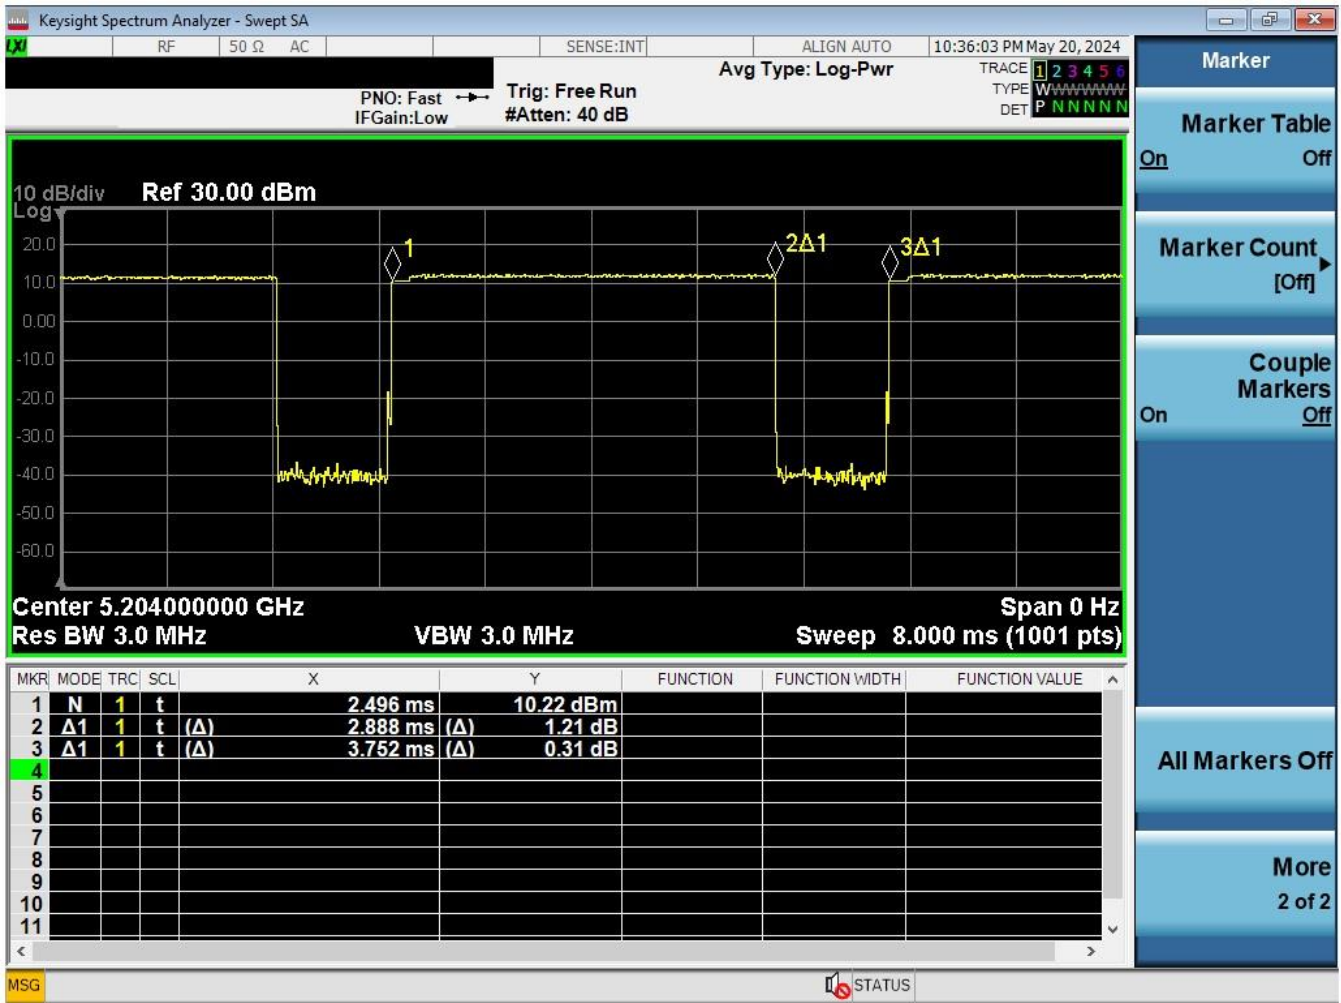 Keysight Spectrum Analyzer - Swept SA
LXI RF 50 Ω AC SENSE:INT ALIGN AUTO 10:36:03 PM May 20, 2024
PNO: Fast
IFGain:Low
Trig: Free Run
#Atten: 40 dB
Avg Type: Log-Pwr
TRACE 1 2 3 4 5 6
TYPE W W W W W W
DET P N N N N N
10 dB/div
Log
Ref 30.00 dBm
20.0
10.0
0.00
-10.0
-20.0
-30.0
-40.0
-50.0
-60.0
1
2Δ1
3Δ1
Center 5.204000000 GHz
Span 0 Hz
Res BW 3.0 MHz
VBW 3.0 MHz
Sweep 8.000 ms (1001 pts)
MKR MODE TRC SCL X Y FUNCTION FUNCTION WIDTH FUNCTION VALUE
1 N 1 t 2.496 ms 10.22 dBm
2 Δ1 1 t (Δ) 2.888 ms (Δ) 1.21 dB
3 Δ1 1 t (Δ) 3.752 ms (Δ) 0.31 dB
4
5
6
7
8
9
10
11
MSG
STATUS
Marker
Marker Table
On Off
Marker Count
[Off]
Couple
Markers
On Off
All Markers Off
More
2 of 2